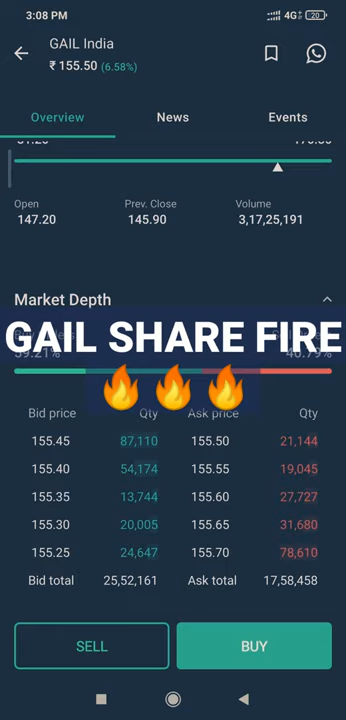 3:08 PM 4G 20
GAIL India
₹ 155.50 (6.58%)
Overview News Events
Open Prev. Close Volume
147.20 145.90 3,17,25,191
Market Depth
GAIL SHARE FIRE
59.21% 40.79%
🔥 🔥 🔥
Bid price Qty Ask price Qty
155.45 87,110 155.50 21,144
155.40 54,174 155.55 19,045
155.35 13,744 155.60 27,727
155.30 20,005 155.65 31,680
155.25 24,647 155.70 78,610
Bid total 25,52,161 Ask total 17,58,458
SELL BUY